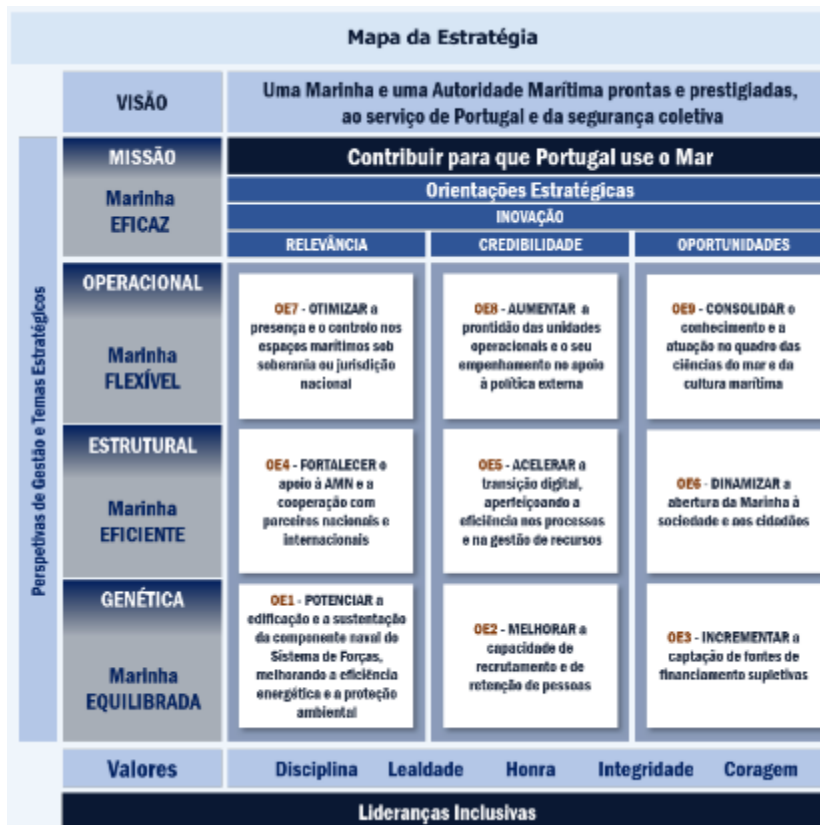 Mapa da Estratégia
VISÃO
Uma Marinha e uma Autoridade Marítima prontas e prestigiadas,
ao serviço de Portugal e da segurança coletiva
Perspetivas de Gestão e Temas Estratégicos
MISSÃO
Contribuir para que Portugal use o Mar
Marinha
EFICAZ
Orientações Estratégicas
INOVAÇÃO
RELEVÂNCIA
CREDIBILIDADE
OPORTUNIDADES
OPERACIONAL
Marinha
FLEXÍVEL
OE7 - OTIMIZAR a
presença e o controlo nos
espaços marítimos sob
soberania ou jurisdição
nacional
OE8 - AUMENTAR a
prontidão das unidades
operacionais e o seu
empenhamento no apoio
à política externa
OE9 - CONSOLIDAR o
conhecimento e a
atuação no quadro das
ciências do mar e da
cultura marítima
ESTRUTURAL
Marinha
EFICIENTE
OE4 - FORTALECER o
apoio à AMN e a
cooperação com
parceiros nacionais e
internacionais
OE5 - ACELERAR a
transição digital,
aperfeiçoando a
eficiência nos processos
e na gestão de recursos
OE6 - DINAMIZAR a
abertura da Marinha à
sociedade e aos cidadãos
GENÉTICA
Marinha
EQUILIBRADA
OE1 - POTENCIAR a
edificação e a sustentação
da componente naval do
Sistema de Forças,
melhorando a eficiência
energética e a proteção
ambiental
OE2 - MELHORAR a
capacidade de
recrutamento e de
retenção de pessoas
OE3 - INCREMENTAR a
captação de fontes de
financiamento supletivas
Valores
Disciplina Lealdade Honra Integridade Coragem
Lideranças Inclusivas